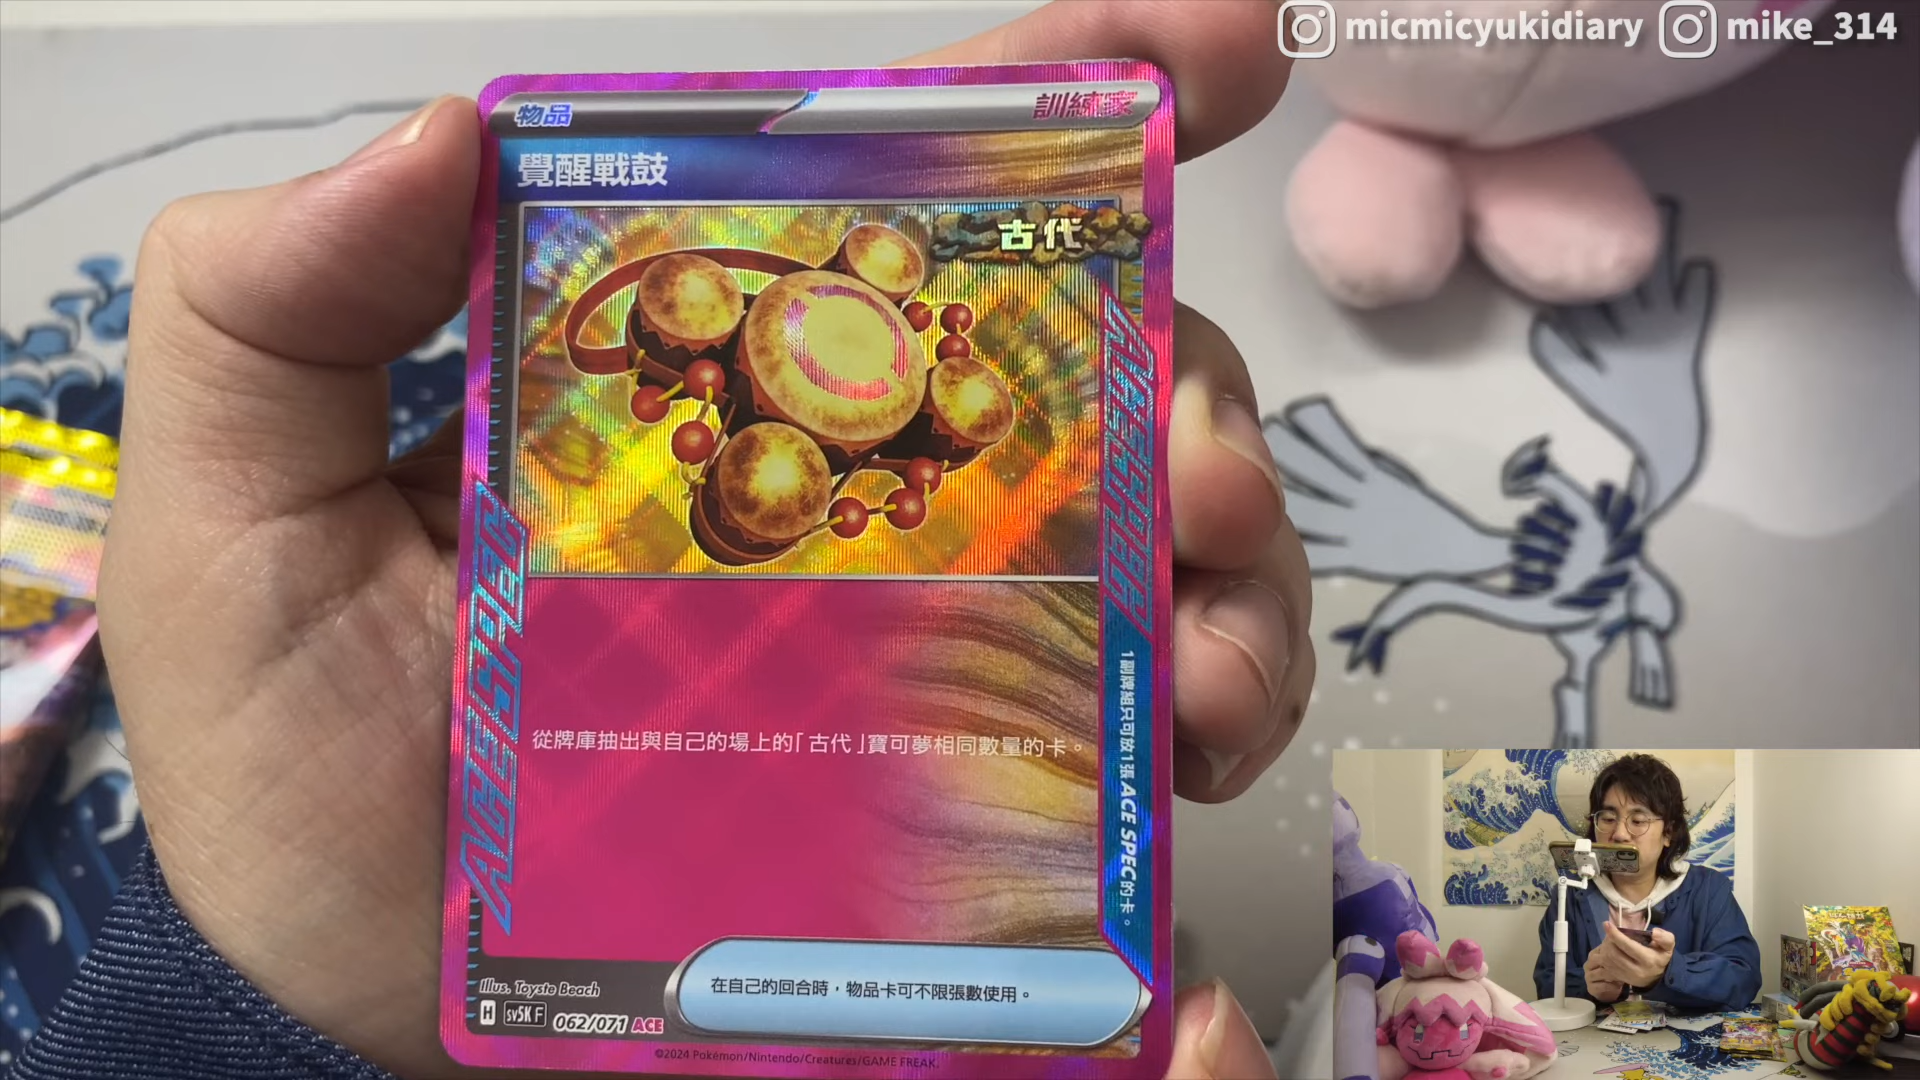 micmicyukidiary mike_314
物品 訓練家
覺醒戰鼓
古代
ACE SPEC
ACE SPEC
從牌庫抽出與自己的場上的「古代」寶可夢相同數量的卡。
1副牌組只可放1張ACE SPEC的卡。
在自己的回合時，物品卡可不限張數使用。
Illus. Toyste Beach
H sv5K F 062/071 ACE
©2024 Pokémon/Nintendo/Creatures/GAME FREAK.